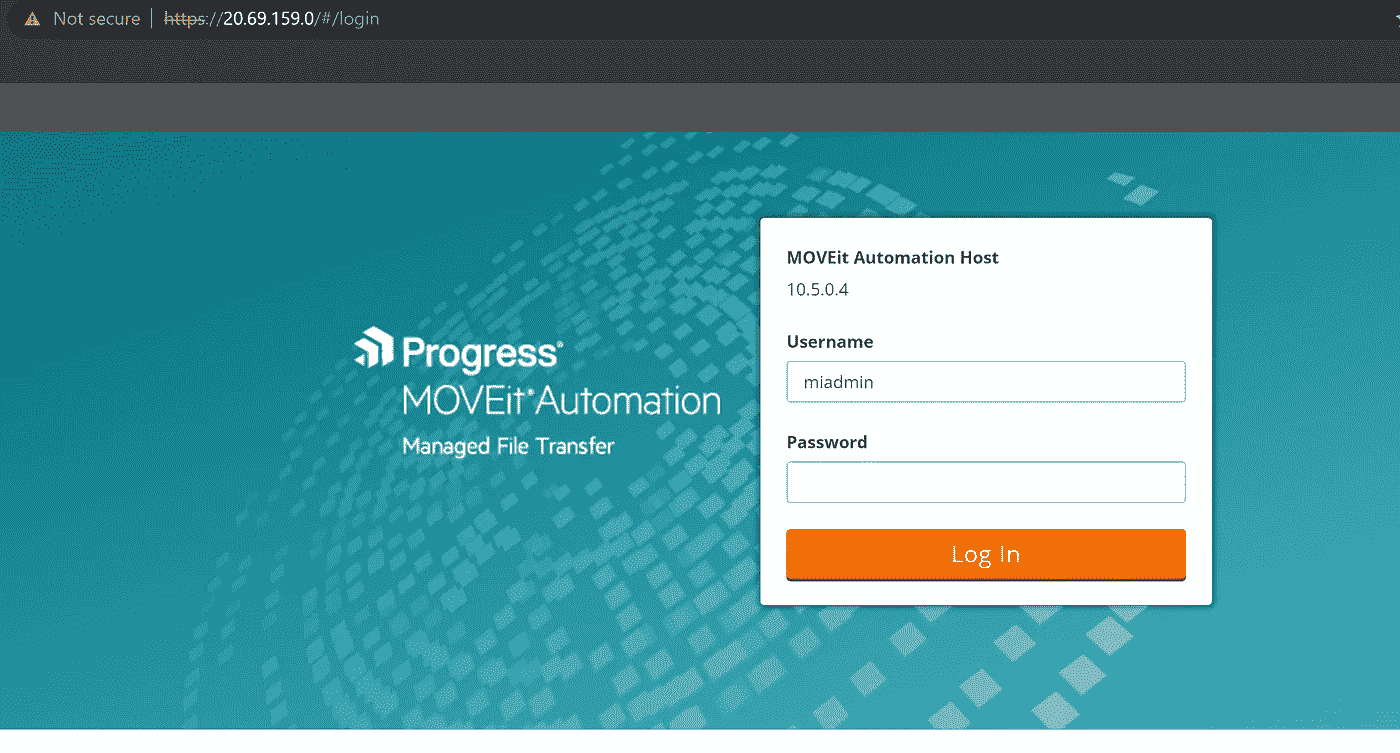 Not secure | https://20.69.159.0/#/login
MOVEit Automation Host
10.5.0.4
Progress®
MOVEit®Automation
Managed File Transfer
Username
miadmin
Password
Log In